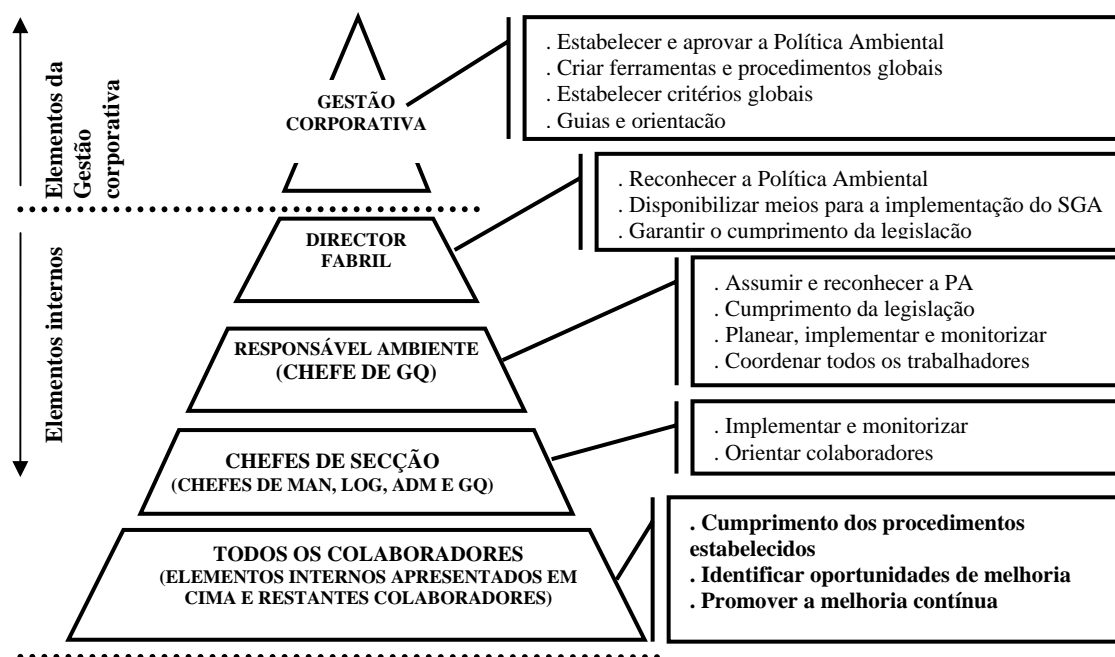 Elementos da
Gestão
corporativa
GESTÃO
CORPORATIVA
. Estabelecer e aprovar a Política Ambiental
. Criar ferramentas e procedimentos globais
. Estabelecer critérios globais
. Guias e orientacão
Elementos internos
DIRECTOR
FABRIL
. Reconhecer a Política Ambiental
. Disponibilizar meios para a implementação do SGA
. Garantir o cumprimento da legislacão
RESPONSÁVEL AMBIENTE
(CHEFE DE GQ)
. Assumir e reconhecer a PA
. Cumprimento da legislação
. Planear, implementar e monitorizar
. Coordenar todos os trabalhadores
CHEFES DE SECÇÃO
(CHEFES DE MAN, LOG, ADM E GQ)
. Implementar e monitorizar
. Orientar colaboradores
TODOS OS COLABORADORES
(ELEMENTOS INTERNOS APRESENTADOS EM
CIMA E RESTANTES COLABORADORES)
. Cumprimento dos procedimentos
estabelecidos
. Identificar oportunidades de melhoria
. Promover a melhoria contínua